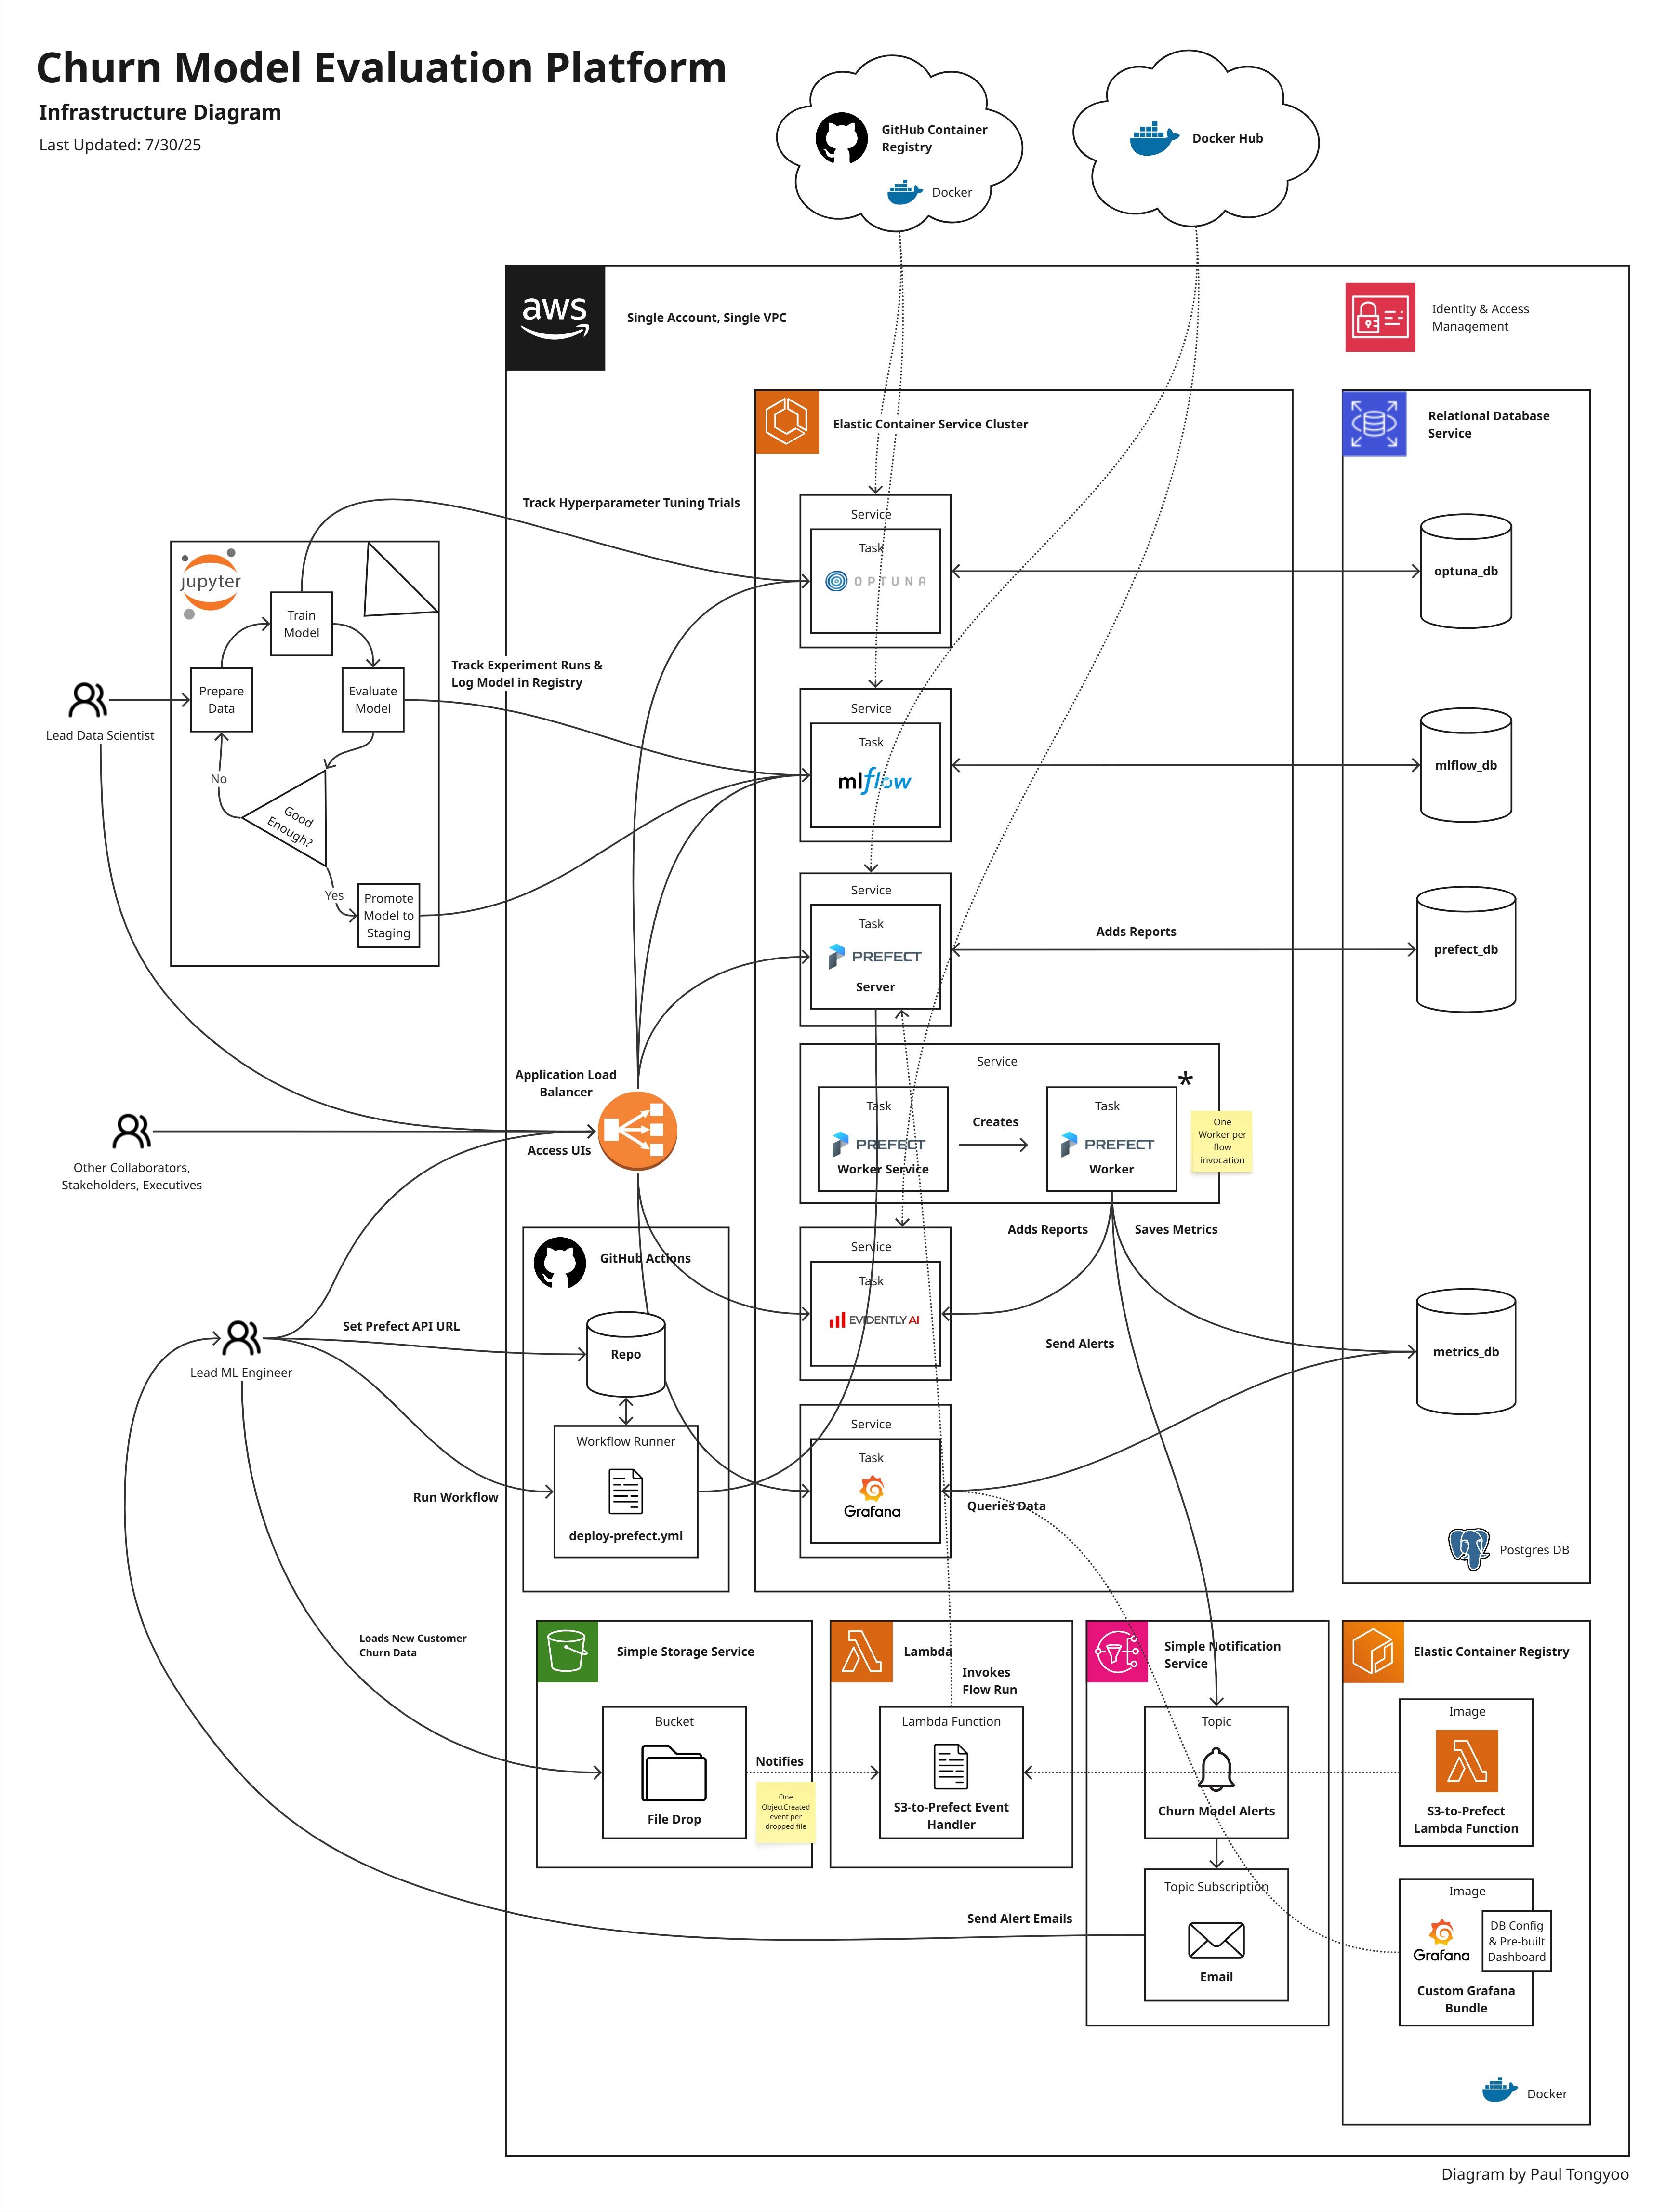 Churn Model Evaluation Platform
Infrastructure Diagram
Last Updated: 7/30/25
GitHub Container
Registry
Docker
Docker Hub
aws
Single Account, Single VPC
Identity & Access
Management
Elastic Container Service Cluster
Relational Database
Service
Track Hyperparameter Tuning Trials
Service
Task
OPTUNA
optuna_db
jupyter
Train
Model
Prepare
Data
Evaluate
Model
Track Experiment Runs &
Log Model in Registry
Lead Data Scientist
No
Good
Enough?
Yes
Promote
Model to
Staging
Service
Task
mlflow
mlflow_db
Service
Task
PREFECT
Server
Adds Reports
prefect_db
Application Load
Balancer
Access UIs
Other Collaborators,
Stakeholders, Executives
Service
Task
PREFECT
Worker Service
Creates
Task
PREFECT
Worker
*
One
Worker per
flow
invocation
Adds Reports
Saves Metrics
GitHub Actions
Service
Task
EVIDENTLY AI
Send Alerts
metrics_db
Set Prefect API URL
Repo
Lead ML Engineer
Workflow Runner
deploy-prefect.yml
Run Workflow
Service
Task
Grafana
Queries Data
Postgres DB
Loads New Customer
Churn Data
Simple Storage Service
Bucket
File Drop
Notifies
One
ObjectCreated
event per
dropped file
Lambda
Invokes
Flow Run
Lambda Function
S3-to-Prefect Event
Handler
Simple Notification
Service
Topic
Churn Model Alerts
Topic Subscription
Email
Send Alert Emails
Elastic Container Registry
Image
S3-to-Prefect
Lambda Function
Image
Grafana
DB Config
& Pre-built
Dashboard
Custom Grafana
Bundle
Docker
Diagram by Paul Tongyoo